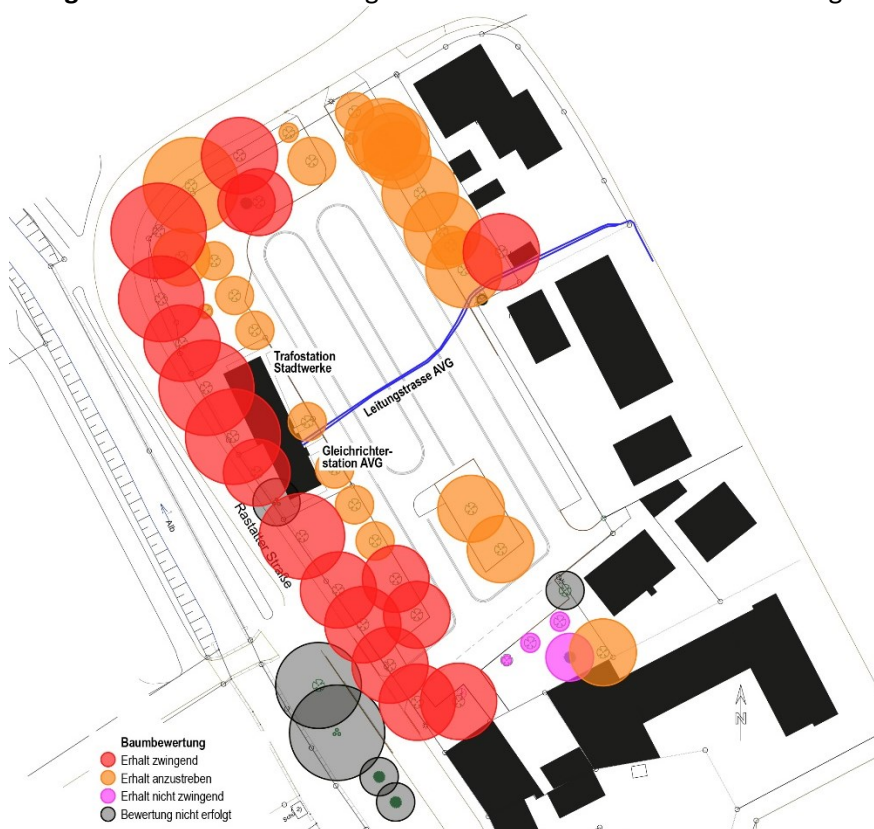 Trafostation
Stadtwerke
Leitungstrasse AVG
Gleichrichter-
station AVG
Rastatter Straße
Alb
N
Baumbewertung
Erhalt zwingend
Erhalt anzustreben
Erhalt nicht zwingend
Bewertung nicht erfolgt